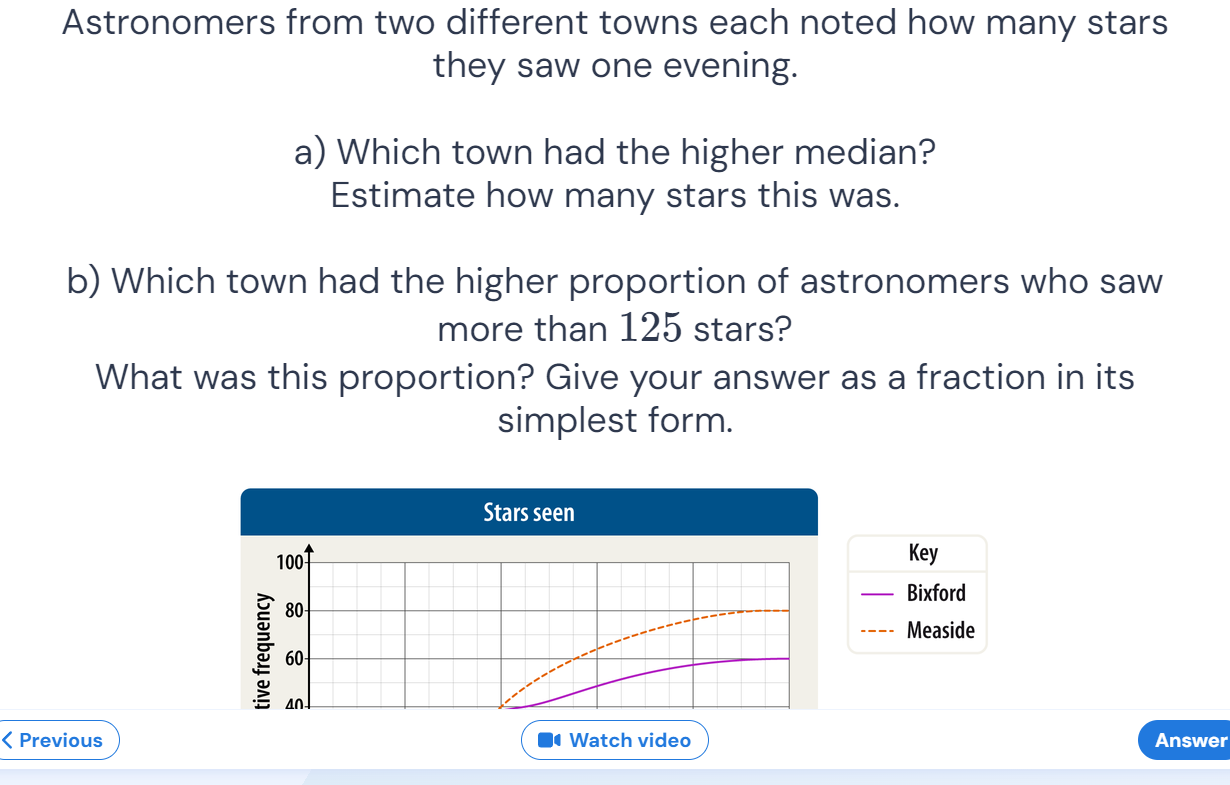 Astronomers from two different towns each noted how many stars
they saw one evening.
a) Which town had the higher median?
Estimate how many stars this was.
b) Which town had the higher proportion of astronomers who saw
more than 125 stars?
What was this proportion? Give your answer as a fraction in its
simplest form.
Stars seen
100
80
60
40
tive frequency
Key
Bixford
Measide
Previous
Watch video
Answer